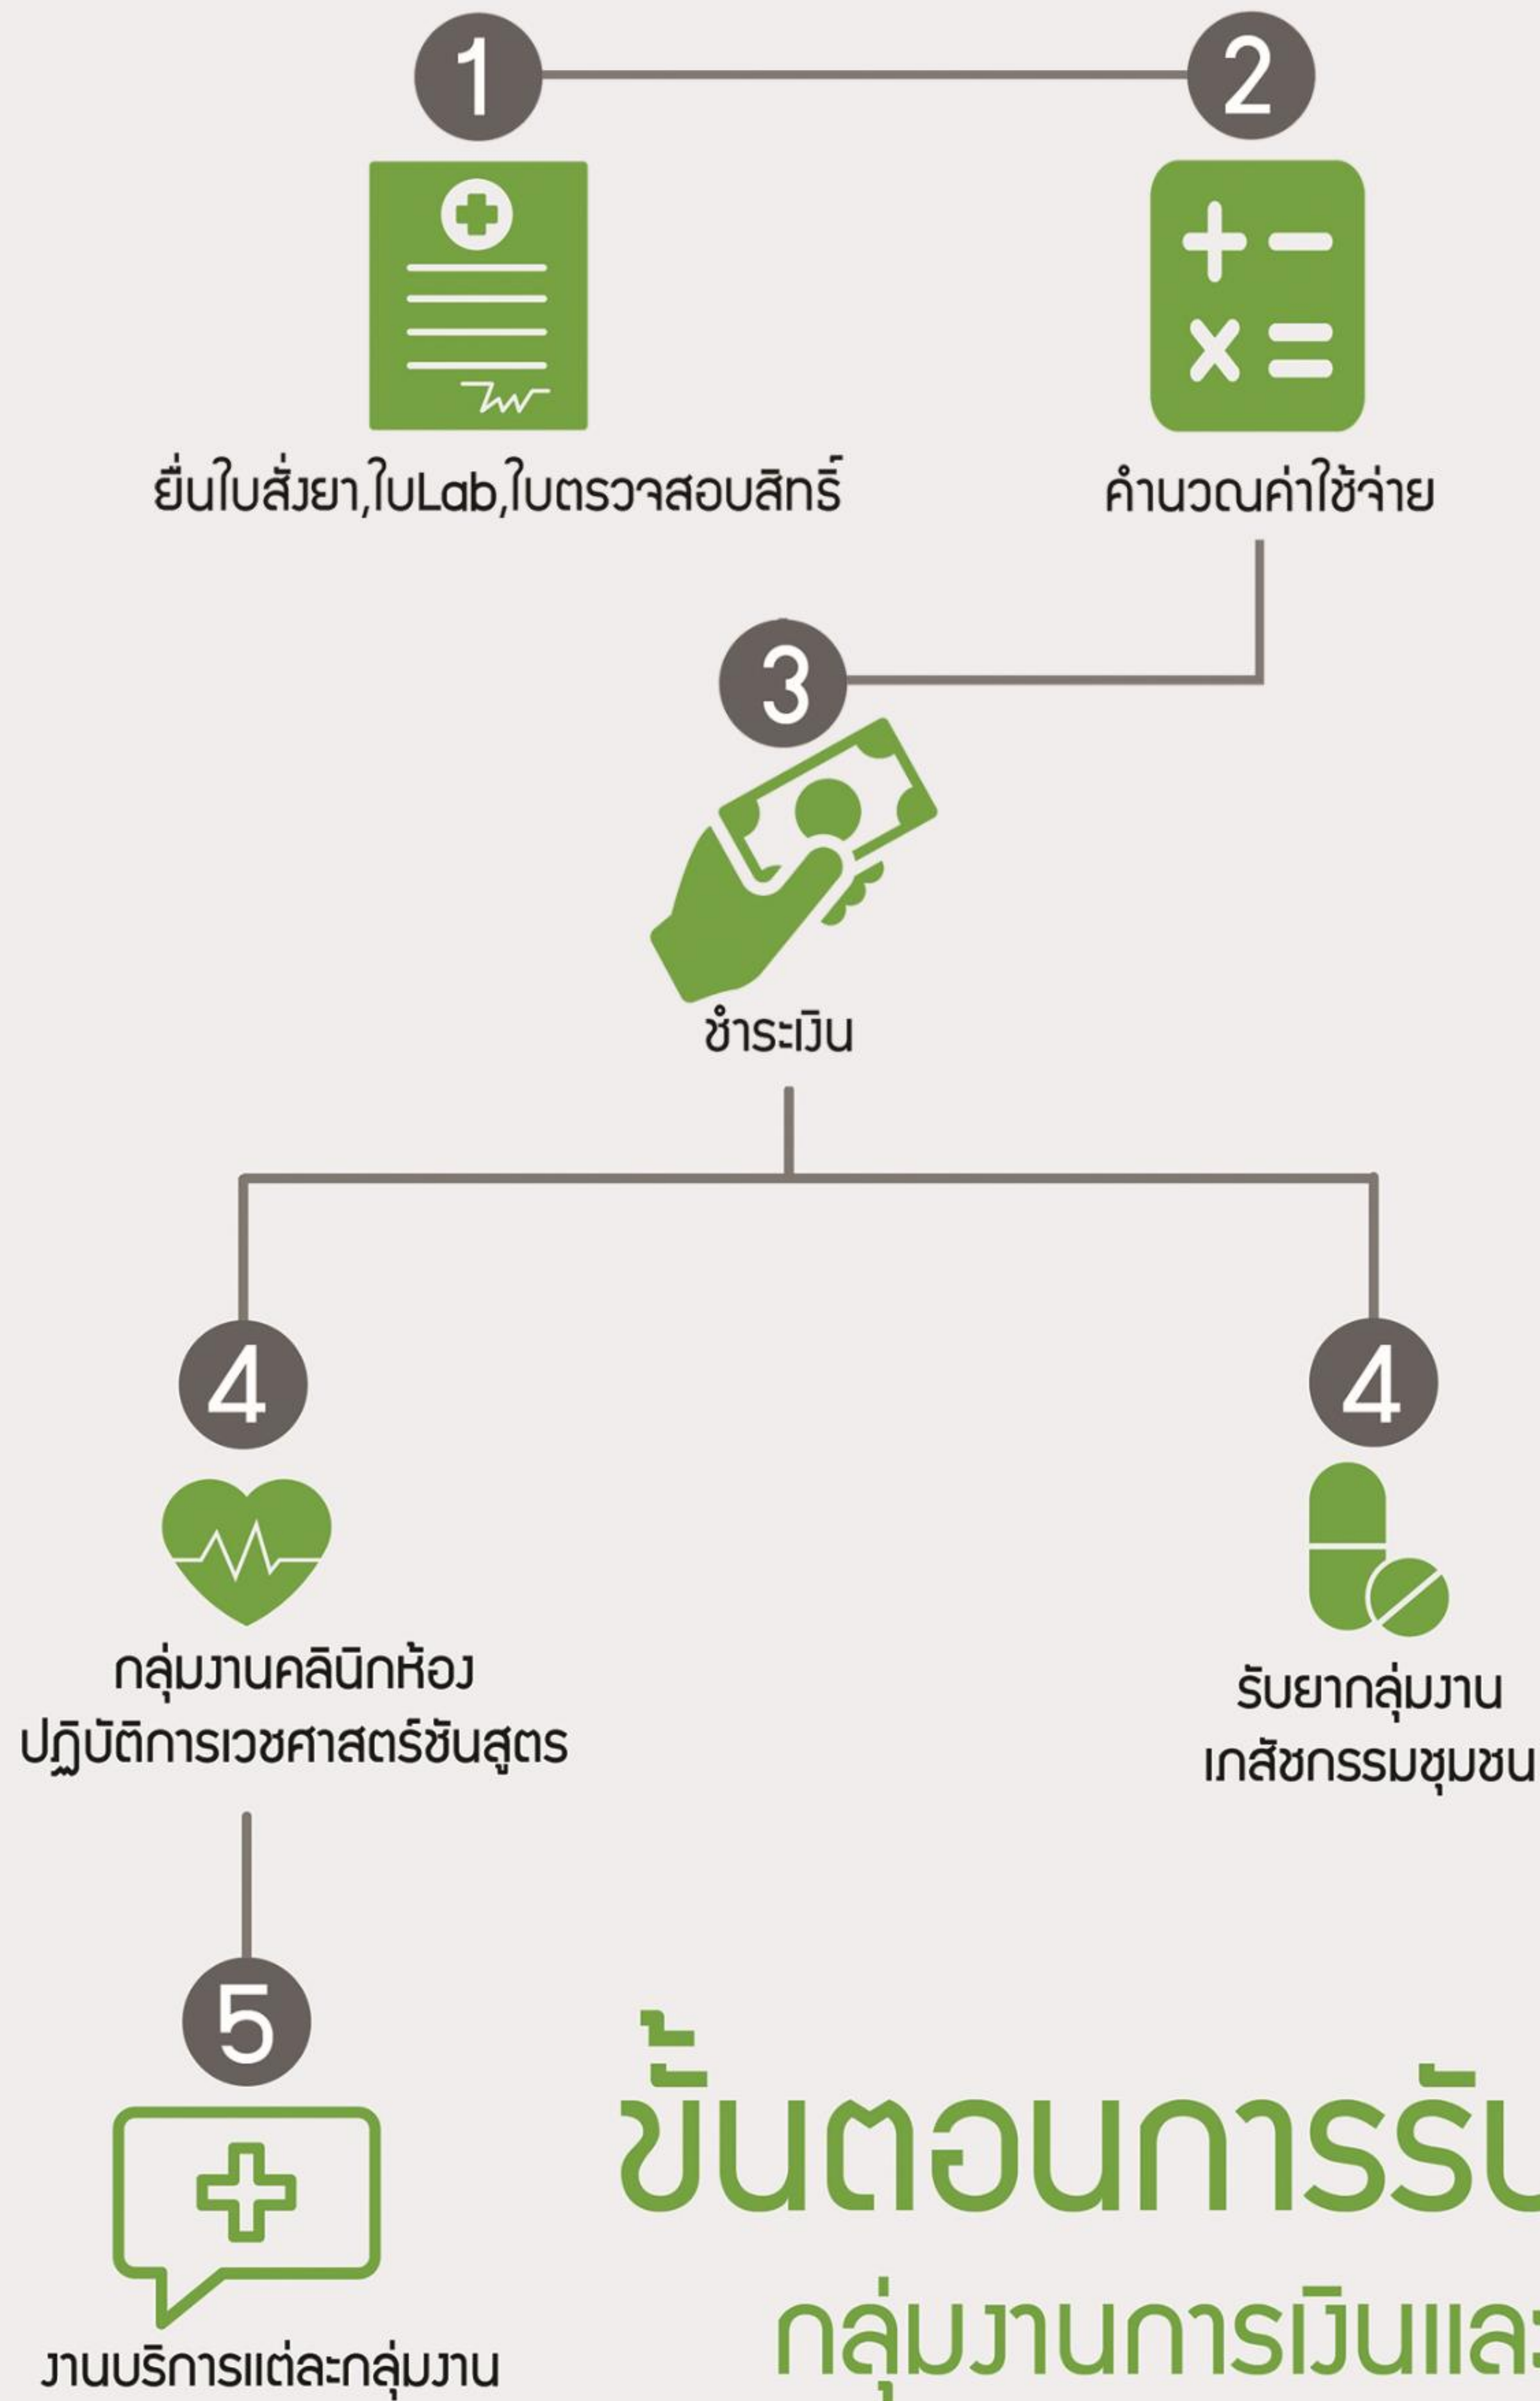 1
2
ยื่นใบสั่งยา,ใบLab,ใบตรวจสอบสิทธิ์
คำนวณค่าใช้จ่าย
3
ชำระเงิน
4
4
กลุ่มงานคลินิกห้อง
ปฏิบัติการเวชศาสตร์ชันสูตร
รับยากลุ่มงาน
เภสัชกรรมชุมชน
5
งานบริการแต่ละกลุ่มงาน
ขั้นตอนการรับ
กลุ่มงานการเงินและ